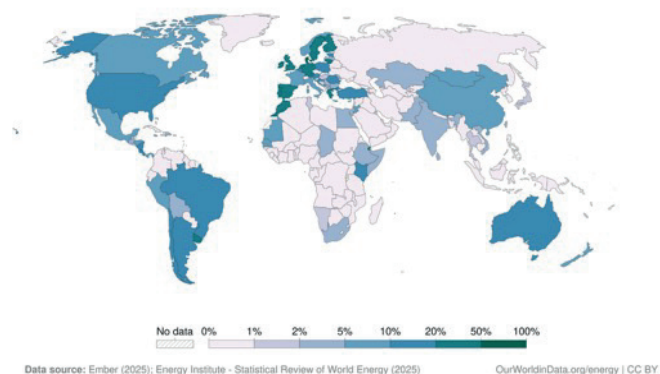 No data 0% 1% 2% 5% 10% 20% 50% 100%
Data source: Ember (2025); Energy Institute - Statistical Review of World Energy (2025) OurWorldinData.org/energy | CC BY